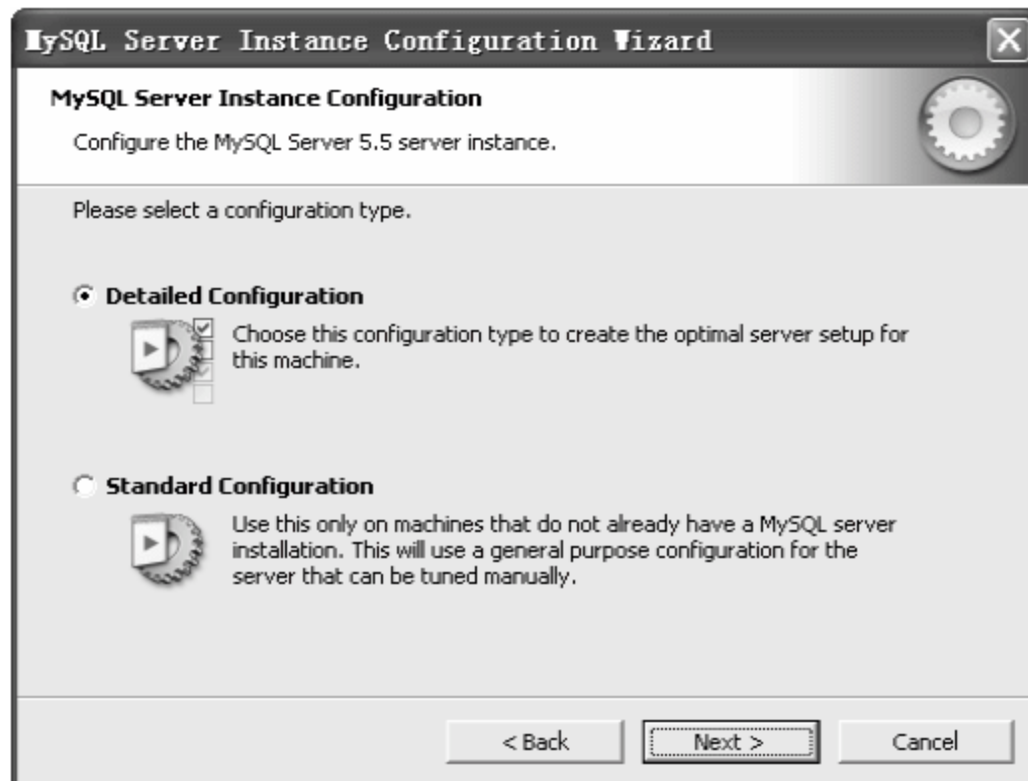 MySQL Server Instance Configuration Wizard
MySQL Server Instance Configuration
Configure the MySQL Server 5.5 server instance.
Please select a configuration type.
Detailed Configuration
Choose this configuration type to create the optimal server setup for
this machine.
Standard Configuration
Use this only on machines that do not already have a MySQL server
installation. This will use a general purpose configuration for the
server that can be tuned manually.
< Back
Next >
Cancel